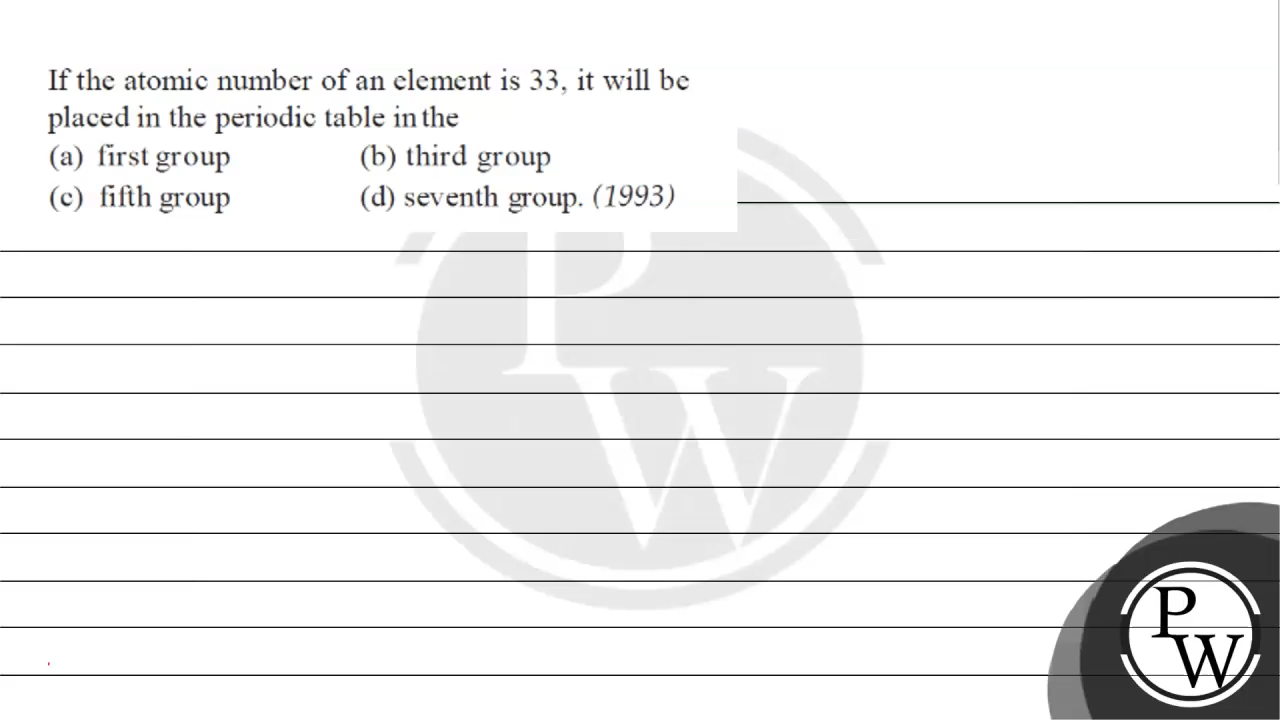 If the atomic number of an element is 33, it will be
placed in the periodic table in the
(a) first group (b) third group
(c) fifth group (d) seventh group. (1993)
P
W
P
W